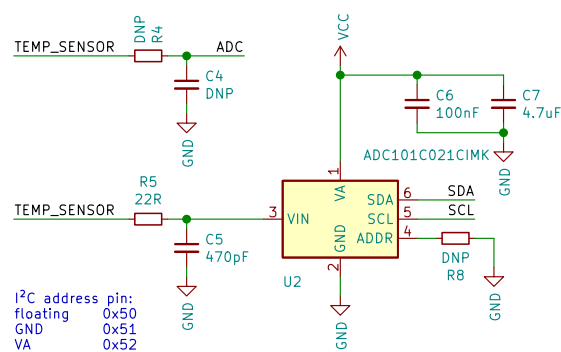 DNP
R4
TEMP_SENSOR
ADC
VCC
C4
DNP
GND
C6
100nF
C7
4.7uF
GND
ADC101C021CIMK
1
VA
R5
22R
TEMP_SENSOR
3
VIN
SDA
6
SDA
SCL
5
SCL
ADDR
4
GND
2
DNP
R8
GND
C5
470pF
GND
U2
GND
I²C address pin:
floating 0x50
GND 0x51
VA 0x52